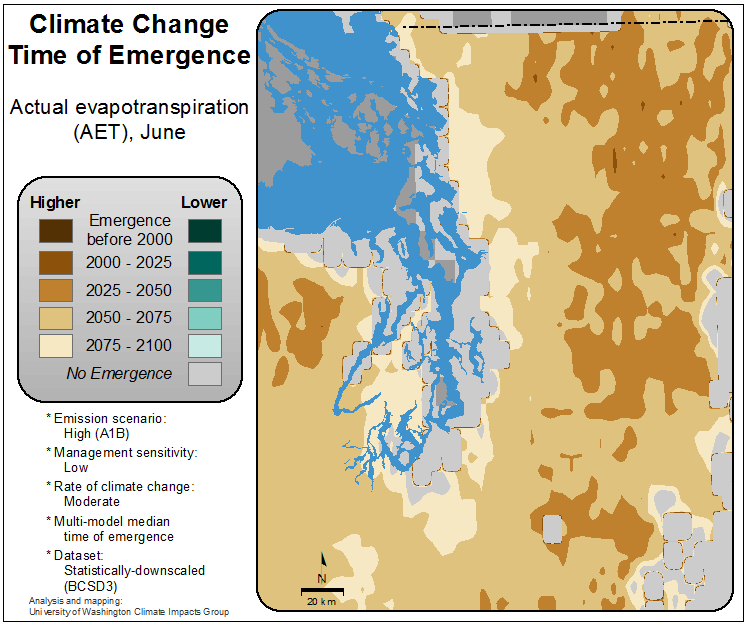 Climate Change
Time of Emergence
Actual evapotranspiration
(AET), June
Higher Lower
Emergence
before 2000
2000 - 2025
2025 - 2050
2050 - 2075
2075 - 2100
No Emergence
* Emission scenario:
High (A1B)
* Management sensitivity:
Low
* Rate of climate change:
Moderate
* Multi-model median
time of emergence
* Dataset:
Statistically-downscaled
(BCSD3)
Analysis and mapping:
University of Washington Climate Impacts Group
N
20 km